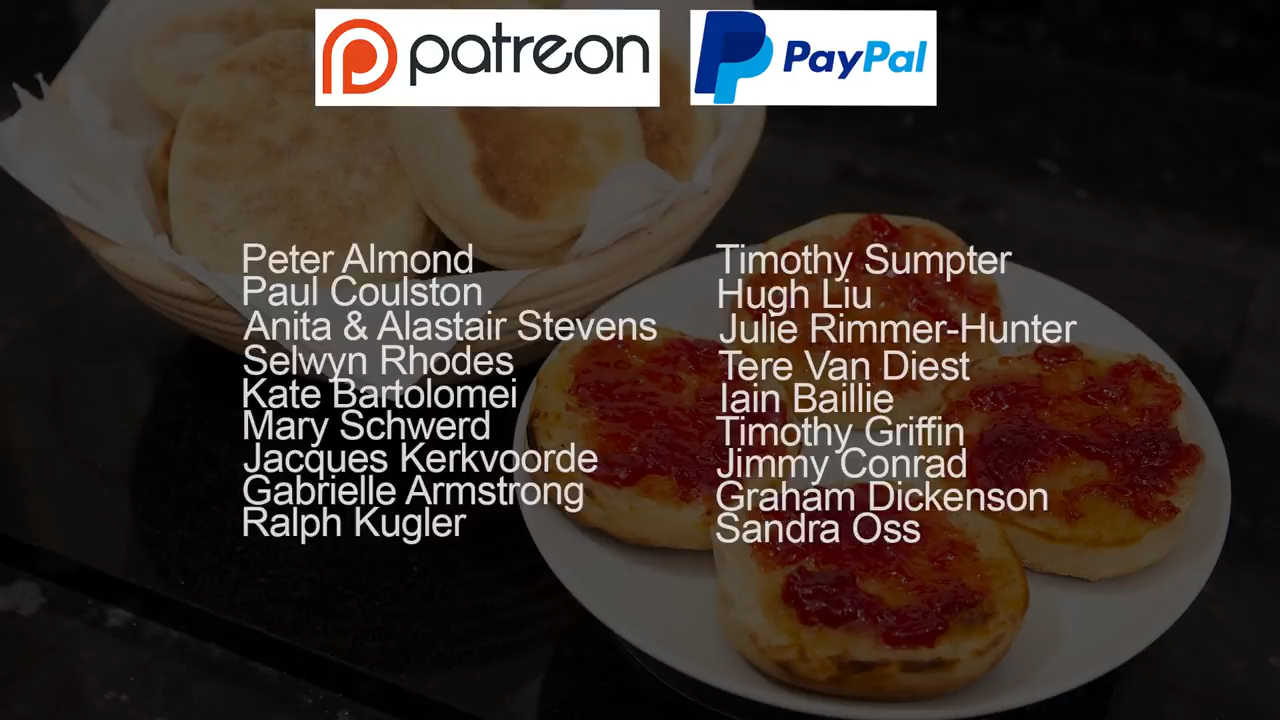 patreon
PayPal
Peter Almond
Paul Coulston
Anita & Alastair Stevens
Selwyn Rhodes
Kate Bartolomei
Mary Schwerd
Jacques Kerkvoorde
Gabrielle Armstrong
Ralph Kugler
Timothy Sumpter
Hugh Liu
Julie Rimmer-Hunter
Tere Van Diest
Iain Baillie
Timothy Griffin
Jimmy Conrad
Graham Dickenson
Sandra Oss